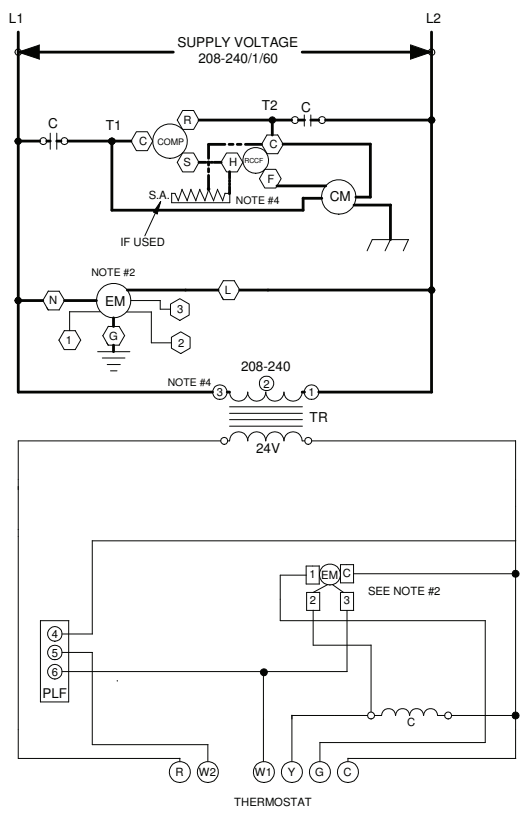 L1
L2
SUPPLY VOLTAGE
208-240/1/60
C
T1
C
COMP
R
S
T2
C
C
H
RCCF
F
S.A.
NOTE #4
CM
IF USED
NOTE #2
N
EM
L
3
1
G
2
208-240
NOTE #4
3
2
1
TR
24V
1
EM
C
2
3
SEE NOTE #2
4
5
6
PLF
C
R
W2
W1
Y
G
C
THERMOSTAT